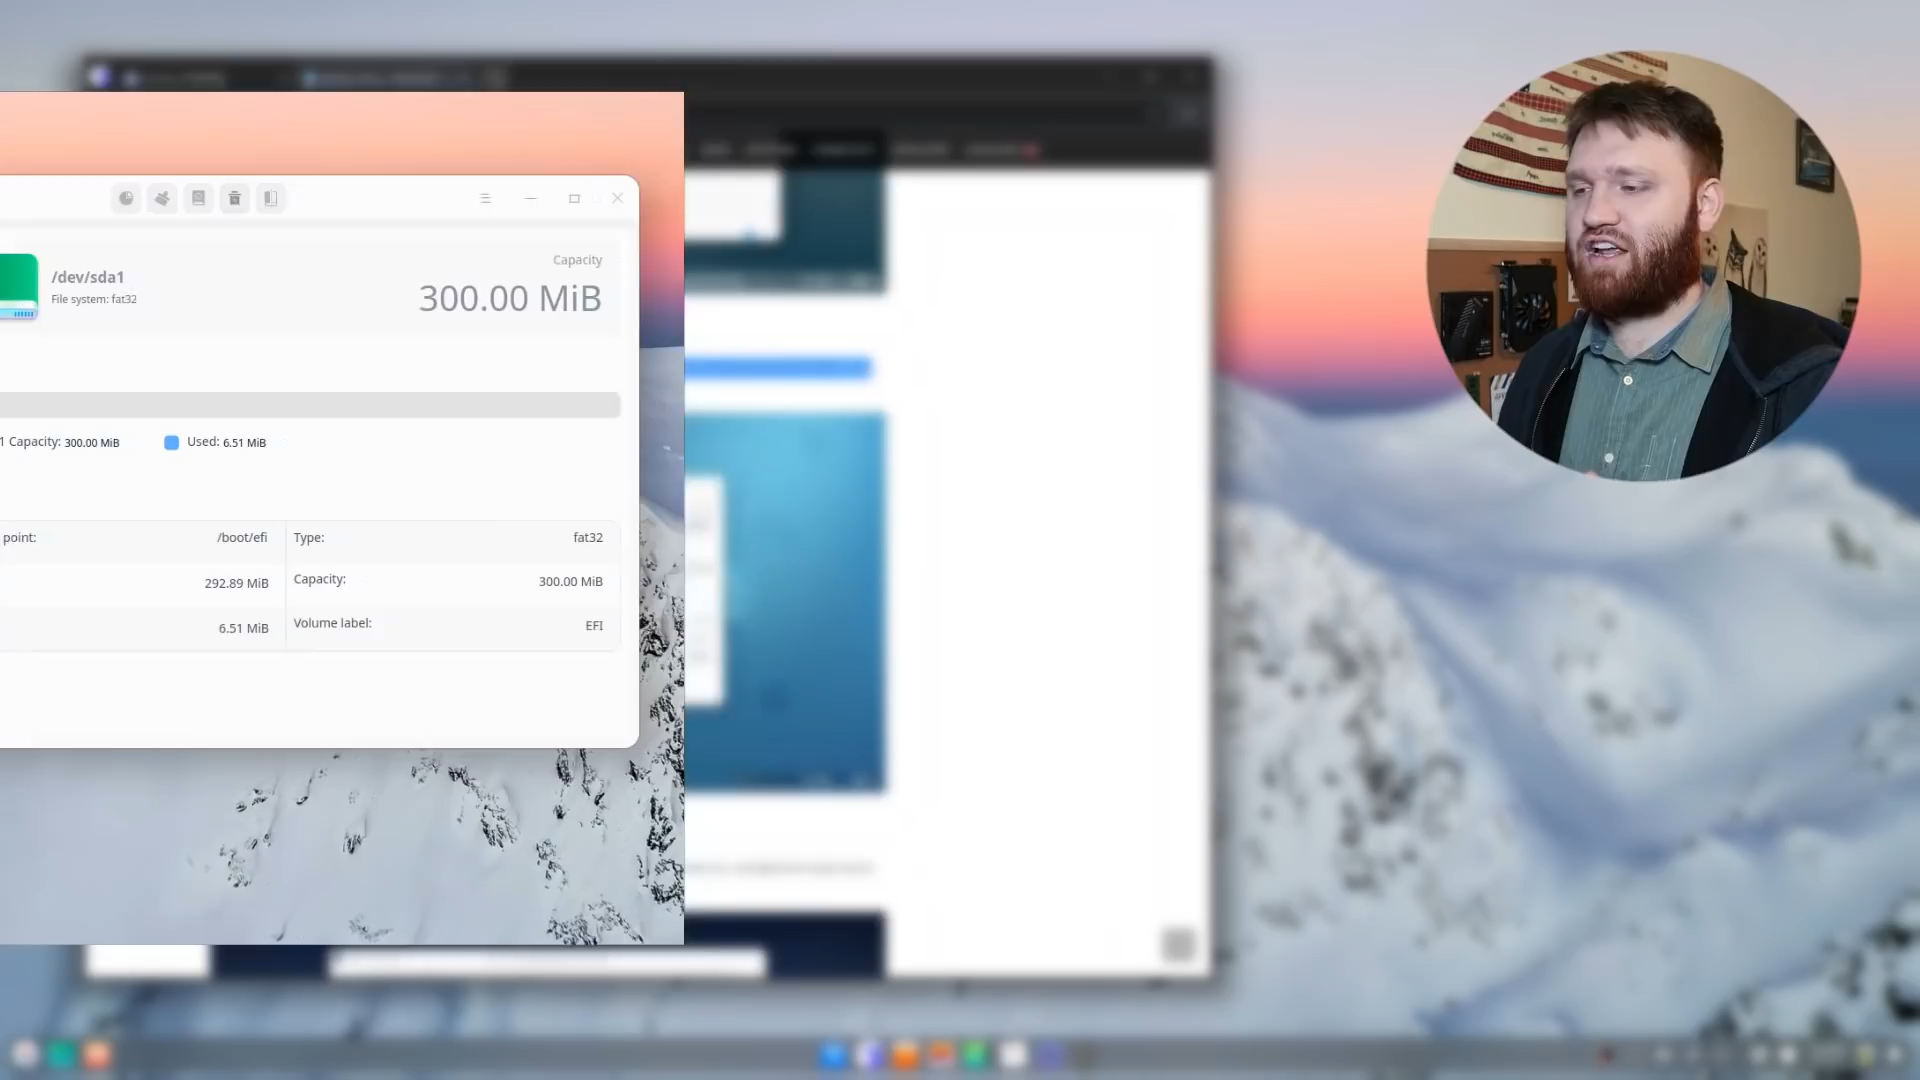 /dev/sda1
File system: fat32
Capacity
300.00 MiB
1 Capacity: 300.00 MiB
Used: 6.51 MiB
point:
/boot/efi
Type:
fat32
292.89 MiB
Capacity:
300.00 MiB
6.51 MiB
Volume label:
EFI